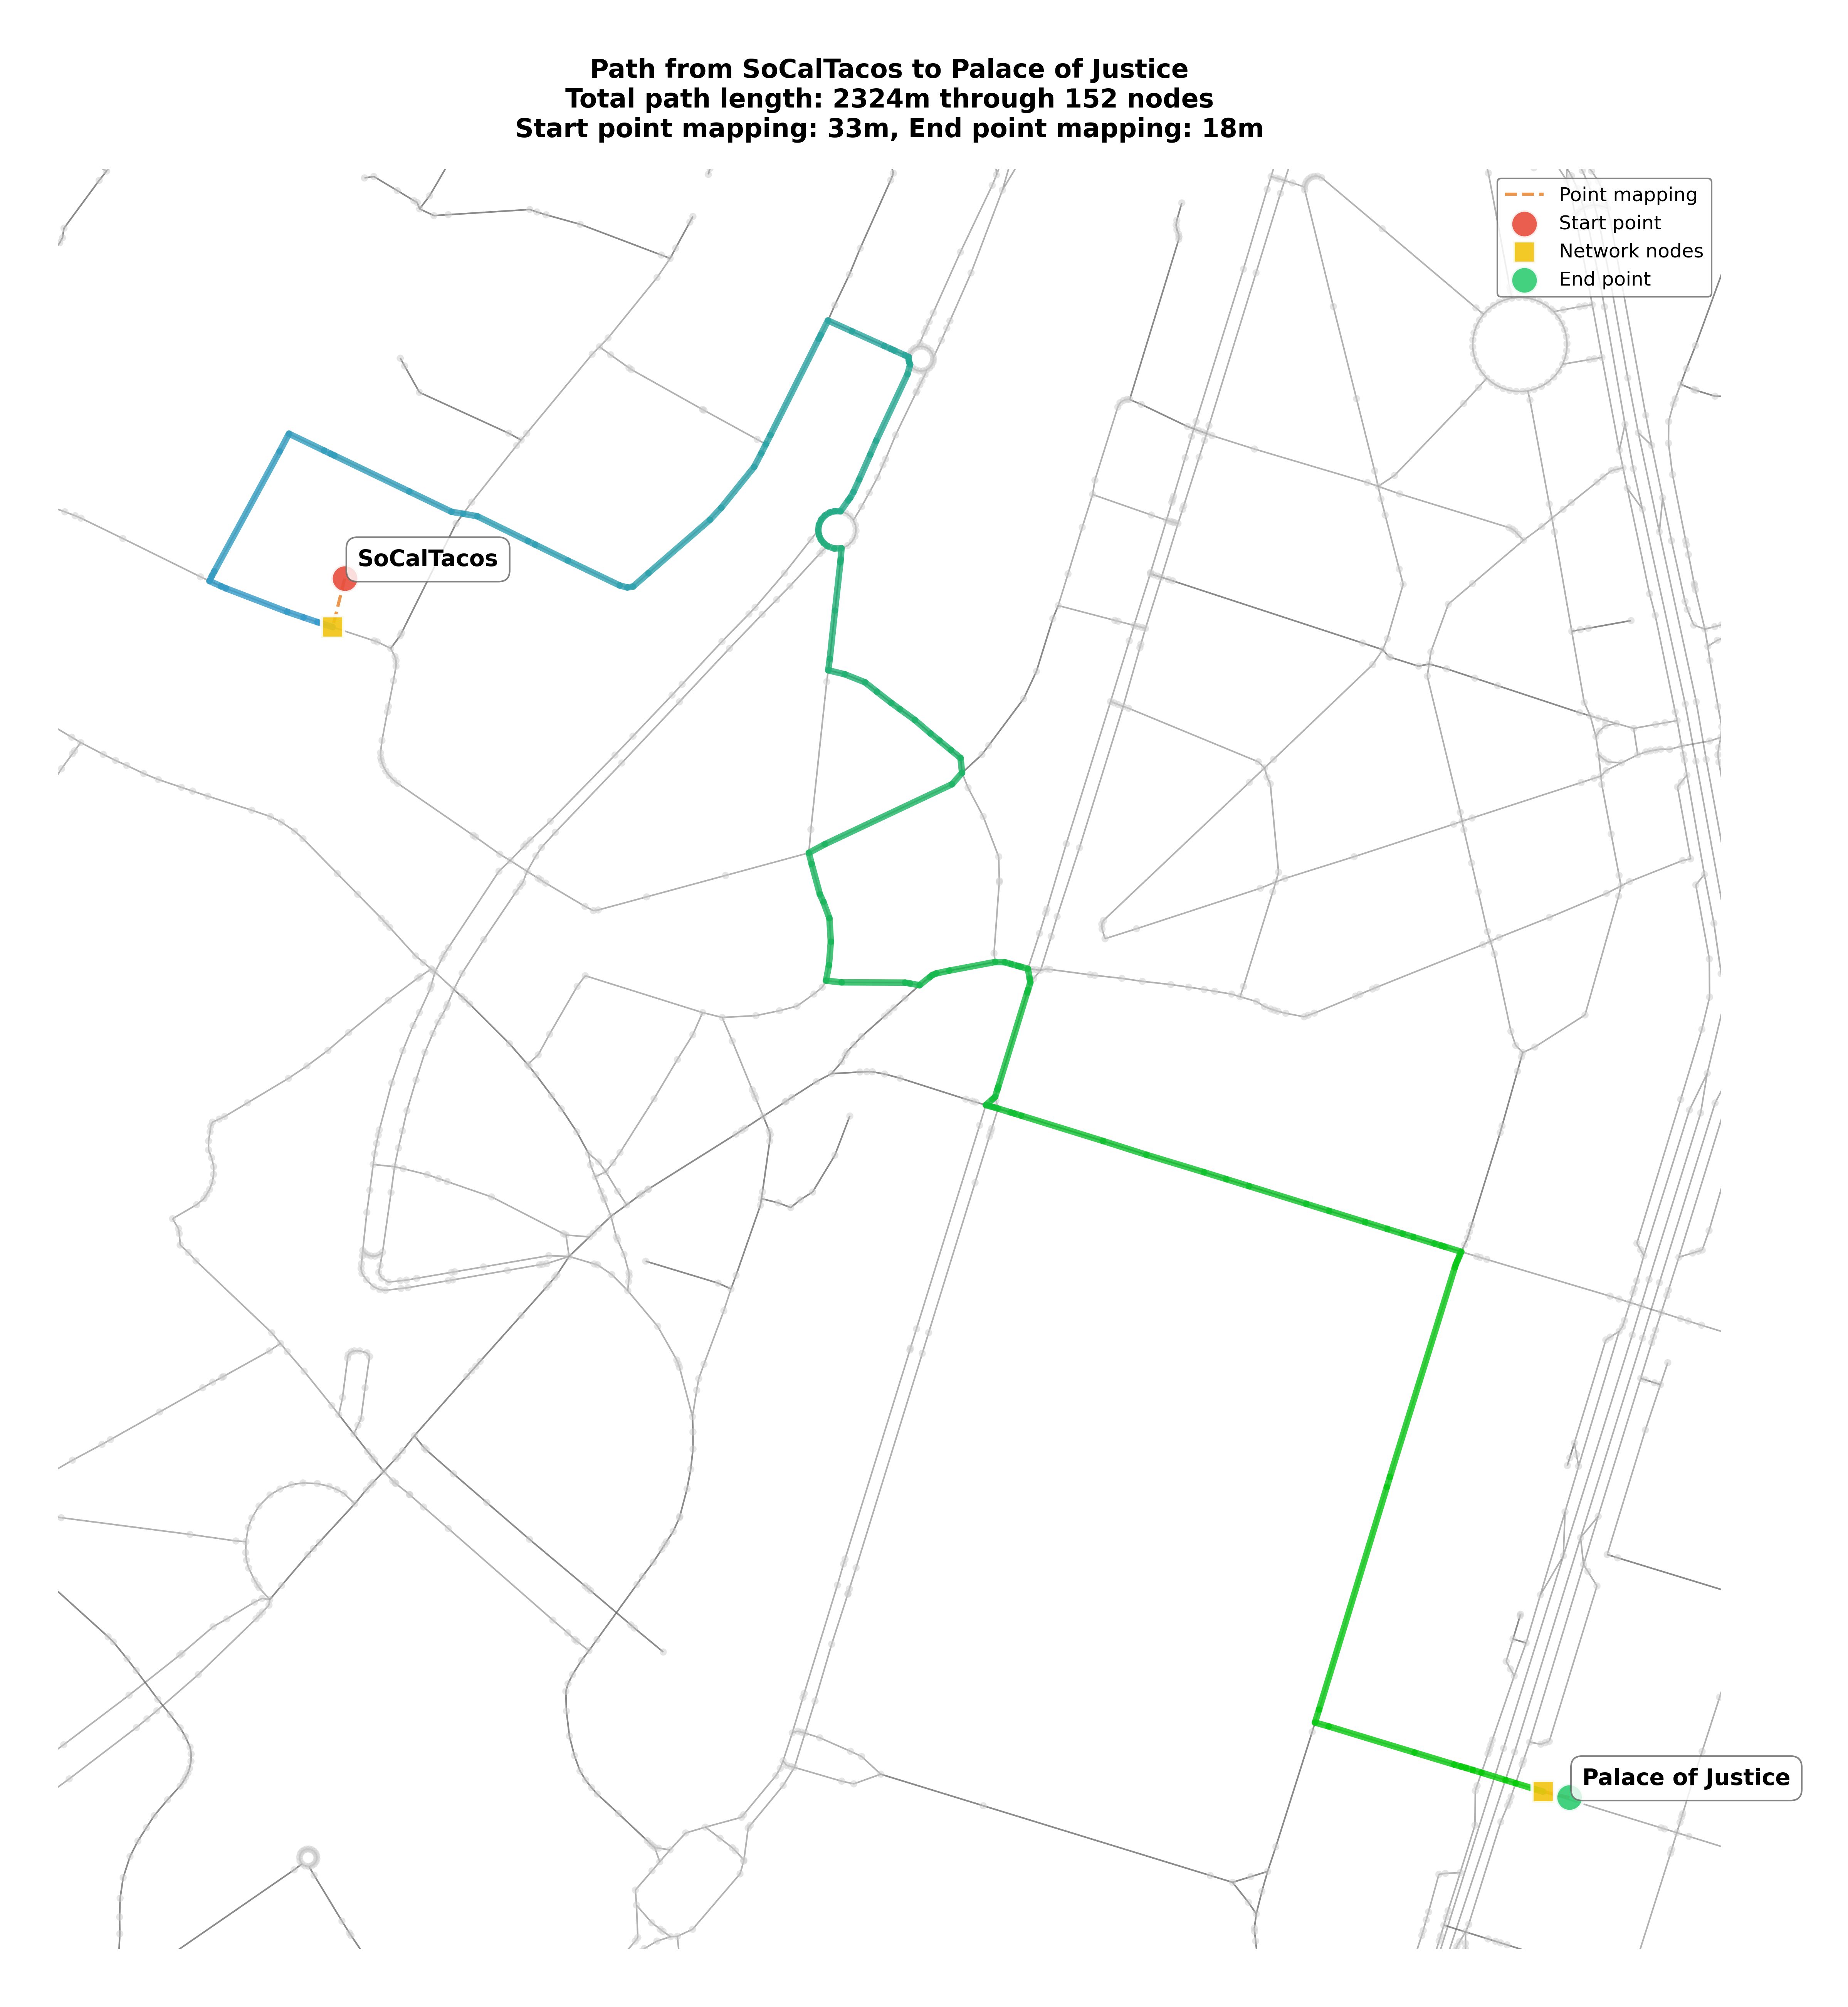 Path from SoCalTacos to Palace of Justice
Total path length: 2324m through 152 nodes
Start point mapping: 33m, End point mapping: 18m
Point mapping
Start point
Network nodes
End point
SoCalTacos
Palace of Justice